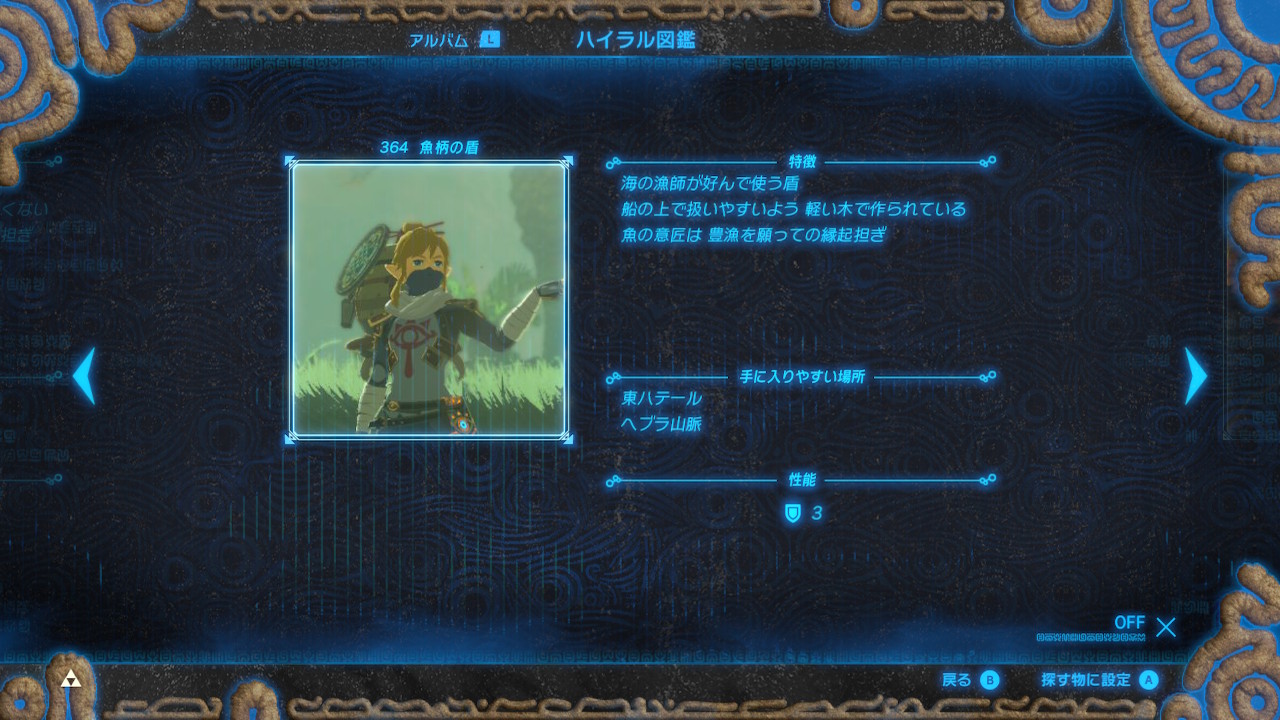 アルバム L
ハイラル図鑑
364 魚柄の盾
特徴
海の漁師が好んで使う盾
船の上で扱いやすいよう 軽い木で作られている
魚の意匠は 豊漁を願っての縁起担ぎ
手に入りやすい場所
東ハテール
ヘブラ山脈
性能
3
くない
担ぎ
OFF
戻る B
探す物に設定 A